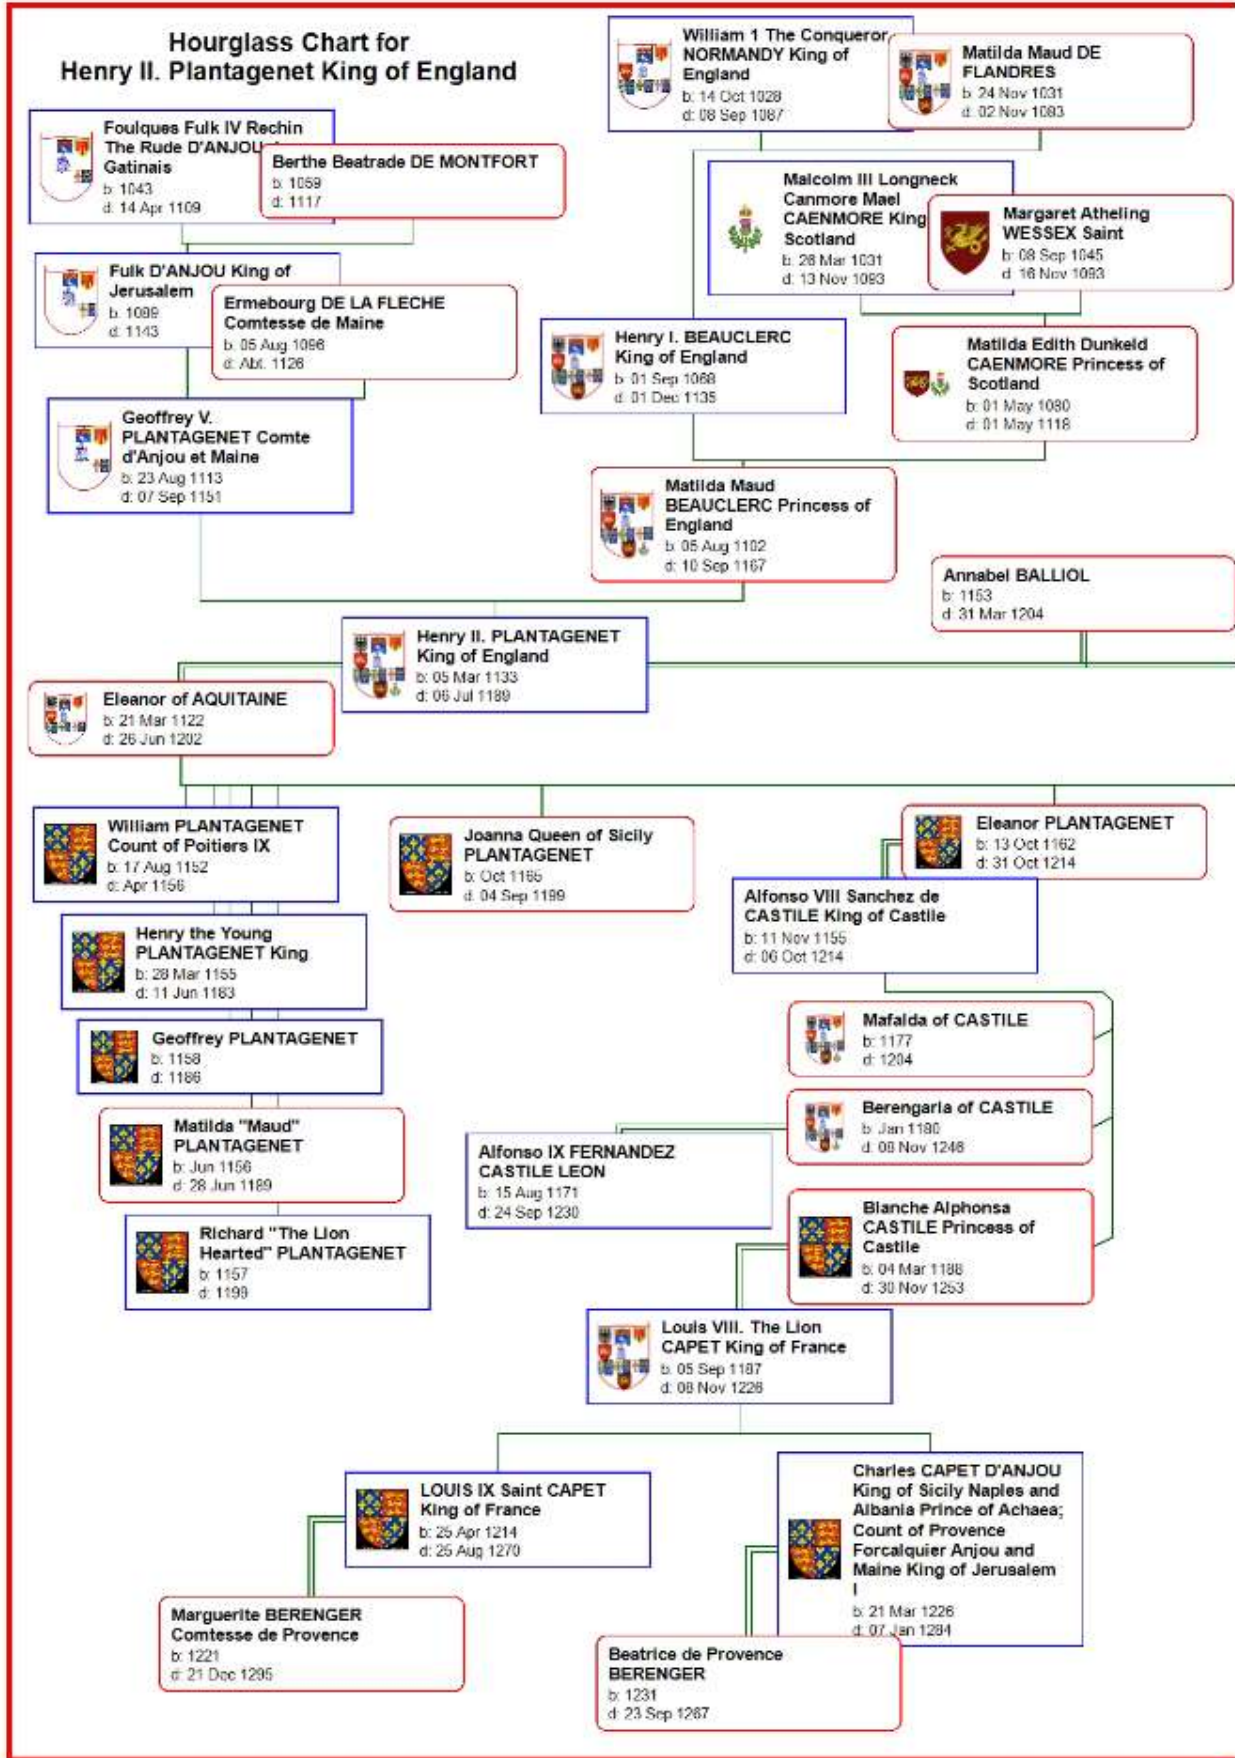 Hourglass Chart for
Henry II. Plantagenet King of England
William 1 The Conqueror
NORMANDY King of
England
b: 14 Oct 1028
d: 08 Sep 1087
Matilda Maud DE
FLANDRES
b: 24 Nov 1031
d: 02 Nov 1083
Foulques Fulk IV Rechin
The Rude D'ANJOU
Gatinais
b: 1043
d: 14 Apr 1109
Berthe Beatrade DE MONTFORT
b: 1059
d: 1117
Malcolm III Longneck
Canmore Mael
CAENMORE King
Scotland
b: 26 Mar 1031
d: 13 Nov 1093
Margaret Atheling
WESSEX Saint
b: 08 Sep 1045
d: 16 Nov 1093
Fulk D'ANJOU King of
Jerusalem
b: 1089
d: 1143
Ermebourg DE LA FLECHE
Comtesse de Maine
b: 05 Aug 1096
d: Abt. 1126
Henry I. BEAUCLERC
King of England
b: 01 Sep 1068
d: 01 Dec 1135
Matilda Edith Dunkeld
CAENMORE Princess of
Scotland
b: 01 May 1080
d: 01 May 1118
Geoffrey V.
PLANTAGENET Comte
d'Anjou et Maine
b: 23 Aug 1113
d: 07 Sep 1151
Matilda Maud
BEAUCLERC Princess of
England
b: 05 Aug 1102
d: 10 Sep 1167
Annabel BALLIOL
b: 1153
d: 31 Mar 1204
Henry II. PLANTAGENET
King of England
b: 05 Mar 1133
d: 06 Jul 1189
Eleanor of AQUITAINE
b: 21 Mar 1122
d: 26 Jun 1202
William PLANTAGENET
Count of Poitiers IX
b: 17 Aug 1152
d: Apr 1156
Joanna Queen of Sicily
PLANTAGENET
b: Oct 1165
d: 04 Sep 1199
Eleanor PLANTAGENET
b: 13 Oct 1162
d: 31 Oct 1214
Alfonso VIII Sanchez de
CASTILE King of Castile
b: 11 Nov 1155
d: 06 Oct 1214
Henry the Young
PLANTAGENET King
b: 28 Mar 1155
d: 11 Jun 1183
Mafalda of CASTILE
b: 1177
d: 1204
Geoffrey PLANTAGENET
b: 1158
d: 1186
Berengaria of CASTILE
b: Jan 1180
d: 08 Nov 1246
Matilda "Maud"
PLANTAGENET
b: Jun 1156
d: 28 Jun 1189
Alfonso IX FERNANDEZ
CASTILE LEON
b: 15 Aug 1171
d: 24 Sep 1230
Blanche Alphonsa
CASTILE Princess of
Castile
b: 04 Mar 1188
d: 30 Nov 1253
Richard "The Lion
Hearted" PLANTAGENET
b: 1157
d: 1199
Louis VIII. The Lion
CAPET King of France
b: 05 Sep 1187
d: 08 Nov 1226
LOUIS IX Saint CAPET
King of France
b: 25 Apr 1214
d: 25 Aug 1270
Charles CAPET D'ANJOU
King of Sicily Naples and
Albania Prince of Achaea;
Count of Provence
Forcalquier Anjou and
Maine King of Jerusalem
I
b: 21 Mar 1226
d: 07 Jan 1284
Marguerite BERENGER
Comtesse de Provence
b: 1221
d: 21 Dec 1295
Beatrice de Provence
BERENGER
b: 1231
d: 23 Sep 1267